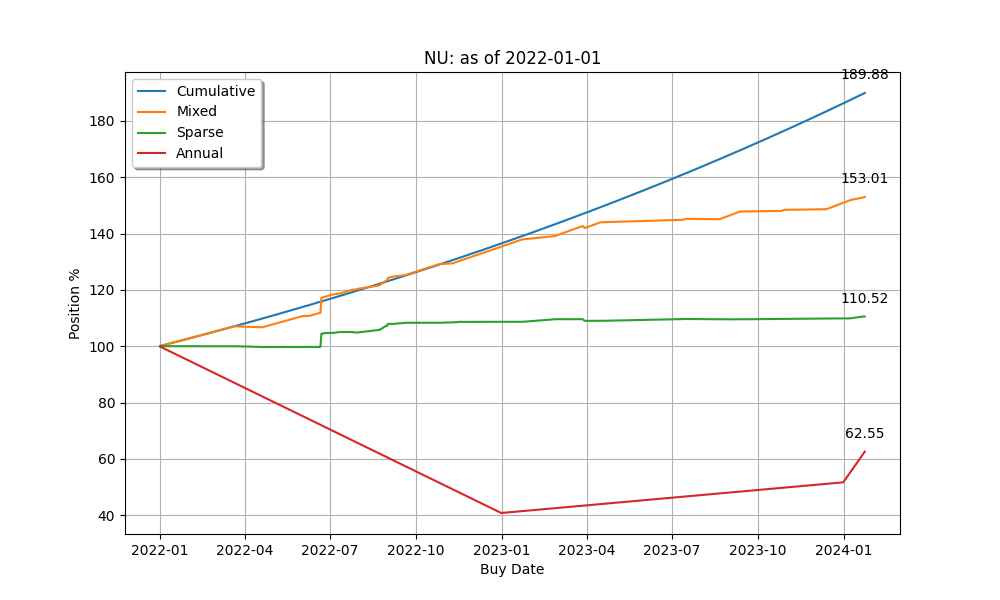 NU: as of 2022-01-01
189.88
Cumulative
Mixed
Sparse
Annual
180
160
140
120
100
80
60
40
Position %
153.01
110.52
62.55
2022-01 2022-04 2022-07 2022-10 2023-01 2023-04 2023-07 2023-10 2024-01
Buy Date